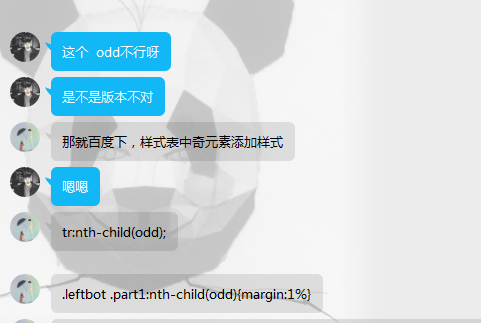 这个 odd不行呀
是不是版本不对
那就百度下，样式表中奇元素添加样式
嗯嗯
tr:nth-child(odd);
.leftbot .part1:nth-child(odd){margin:1%}